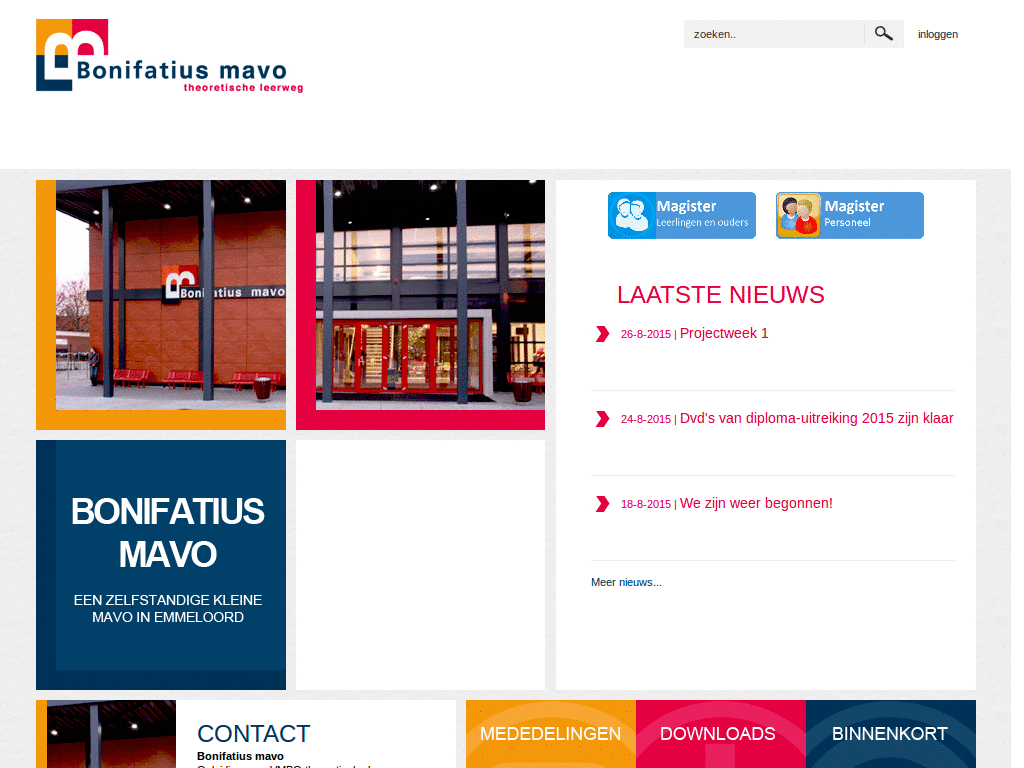 Bonifatius mavo
theoretische leerweg
zoeken..
inloggen
Bonifatius mavo
Magister
Leerlingen en ouders
Magister
Personeel
LAATSTE NIEUWS
26-8-2015 | Projectweek 1
24-8-2015 | Dvd's van diploma-uitreiking 2015 zijn klaar
18-8-2015 | We zijn weer begonnen!
Meer nieuws...
BONIFATIUS
MAVO
EEN ZELFSTANDIGE KLEINE
MAVO IN EMMELOORD
CONTACT
Bonifatius mavo
MEDEDELINGEN
DOWNLOADS
BINNENKORT